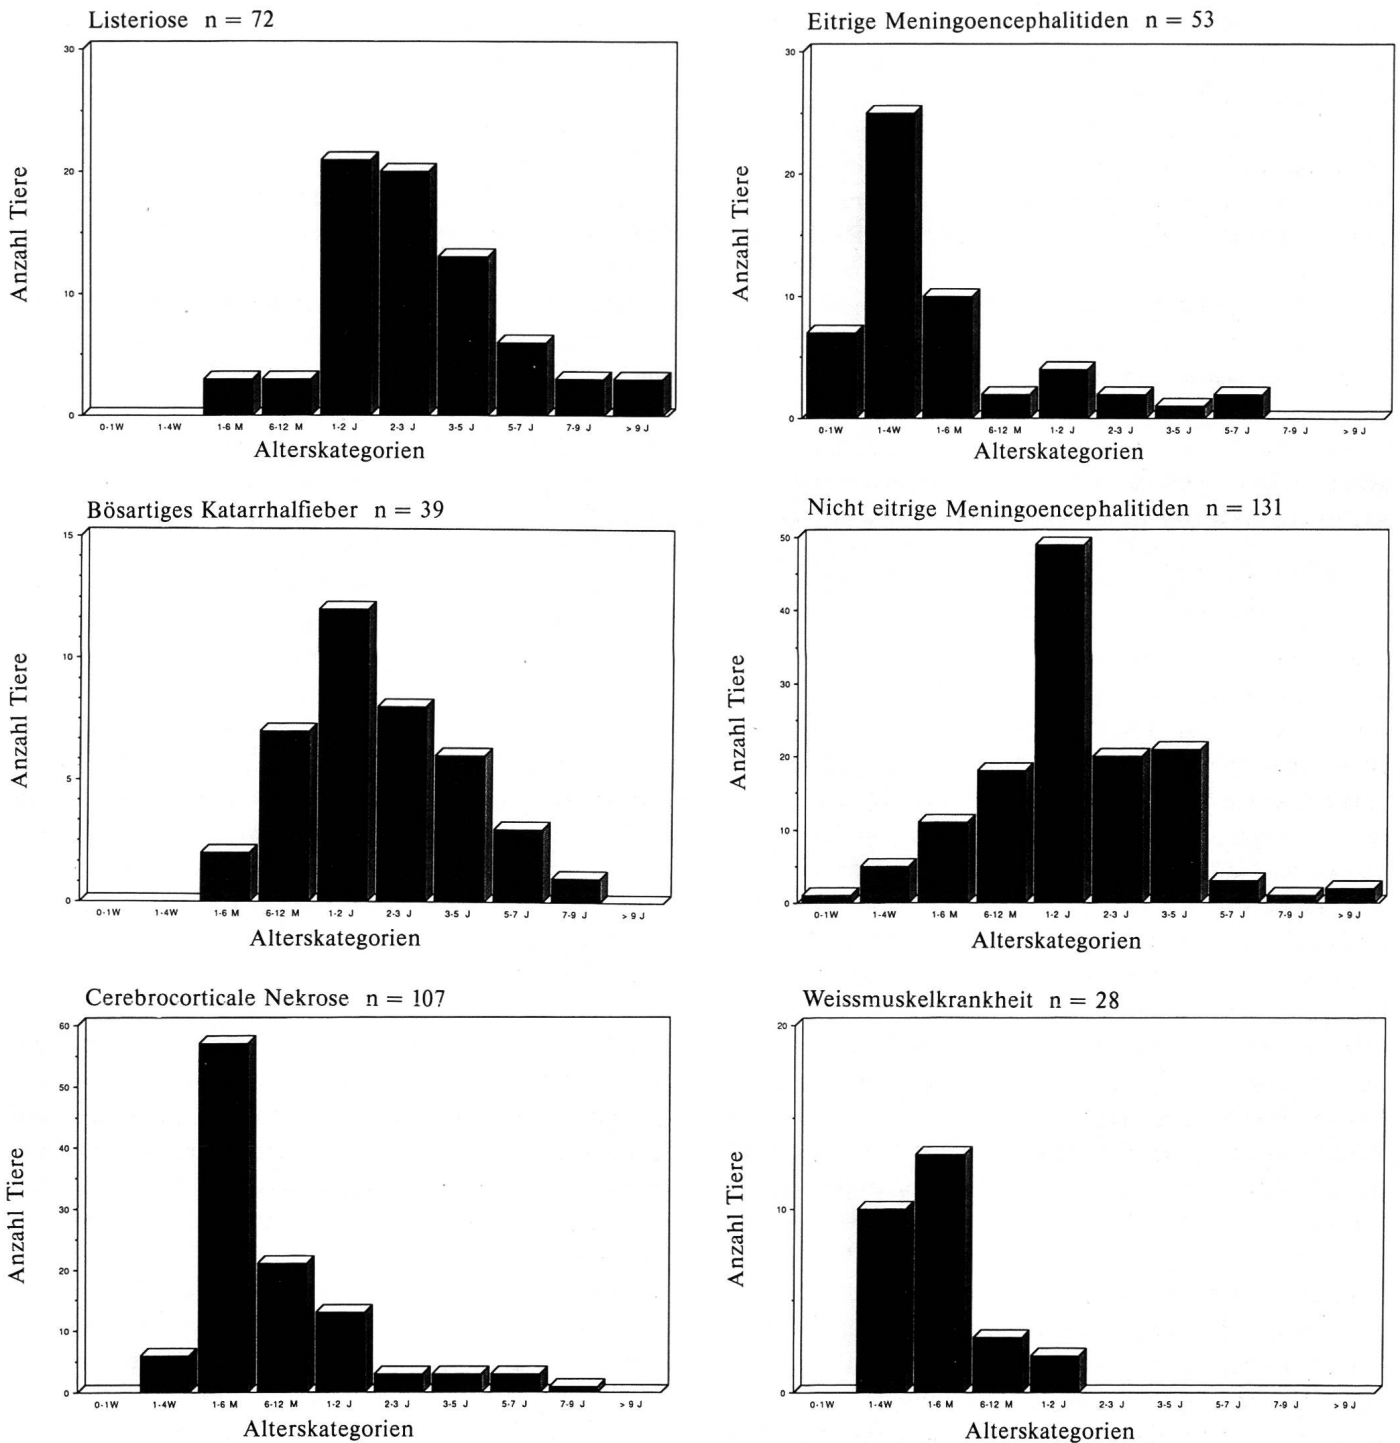 Listeriose n = 72
30
20
10
0
Anzahl Tiere
0-1W 1-4W 1-6 M 6-12 M 1-2 J 2-3 J 3-5 J 5-7 J 7-9 J > 9 J
Alterskategorien
Eitrige Meningoencephalitiden n = 53
30
20
10
0
Anzahl Tiere
0-1W 1-4W 1-6 M 6-12 M 1-2 J 2-3 J 3-5 J 5-7 J 7-9 J > 9 J
Alterskategorien
Bösartiges Katarrhalfieber n = 39
15
10
5
0
Anzahl Tiere
0-1W 1-4W 1-6 M 6-12 M 1-2 J 2-3 J 3-5 J 5-7 J 7-9 J > 9 J
Alterskategorien
Nicht eitrige Meningoencephalitiden n = 131
50
40
30
20
10
0
Anzahl Tiere
0-1W 1-4W 1-6 M 6-12 M 1-2 J 2-3 J 3-5 J 5-7 J 7-9 J > 9 J
Alterskategorien
Cerebrocorticale Nekrose n = 107
60
50
40
30
20
10
0
Anzahl Tiere
0-1W 1-4W 1-6 M 6-12 M 1-2 J 2-3 J 3-5 J 5-7 J 7-9 J > 9 J
Alterskategorien
Weissmuskelkrankheit n = 28
20
10
0
Anzahl Tiere
0-1W 1-4W 1-6 M 6-12 M 1-2 J 2-3 J 3-5 J 5-7 J 7-9 J > 9 J
Alterskategorien